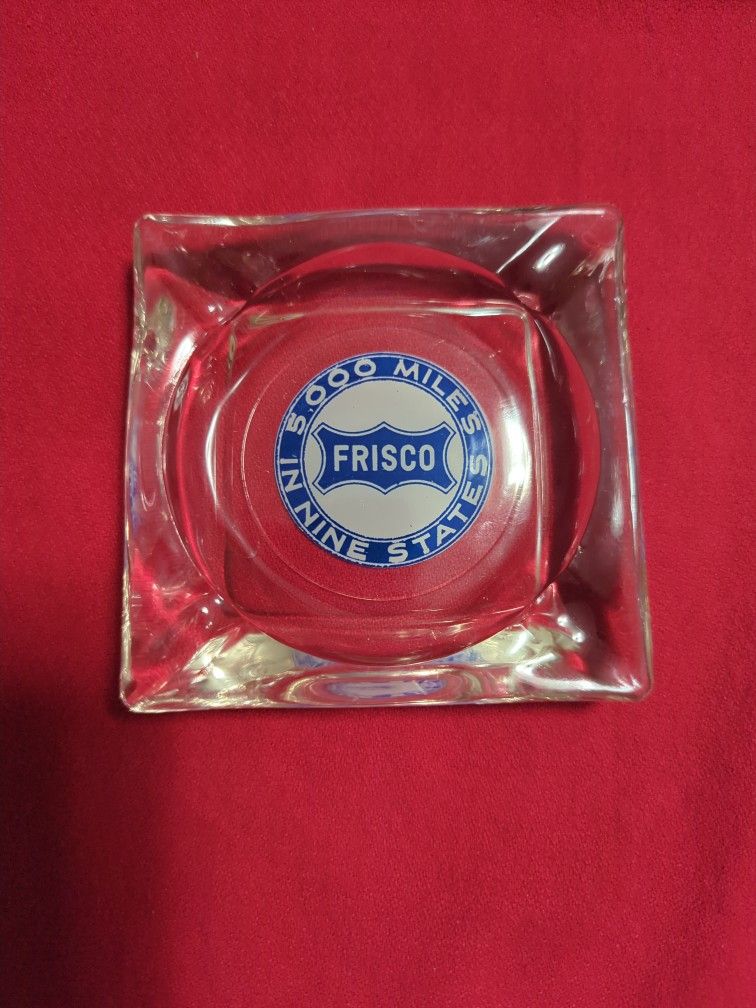 5,000 MILES
FRISCO
IN NINE STATES